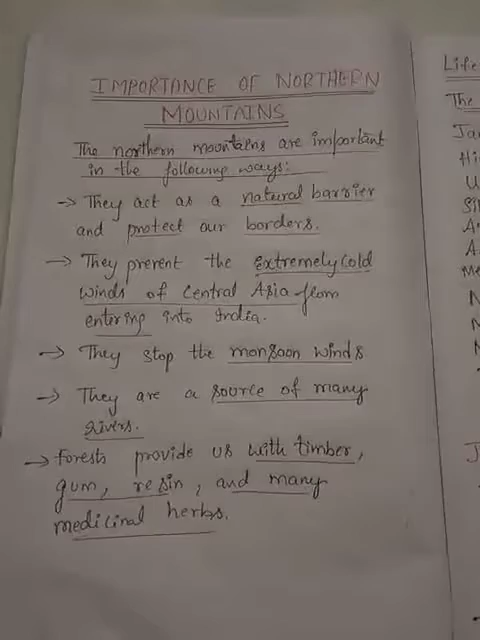 IMPORTANCE OF NORTHERN
MOUNTAINS
The northern mountains are important
in the following ways:
→ They act as a natural barrier
and protect our borders.
→ They prevent the extremely cold
winds of Central Asia from
entering into India.
→ They stop the monsoon winds
→ They are a source of many
rivers.
→ Forests provide us with timber,
gum, resin, and many
medicinal herbs.
Life
The